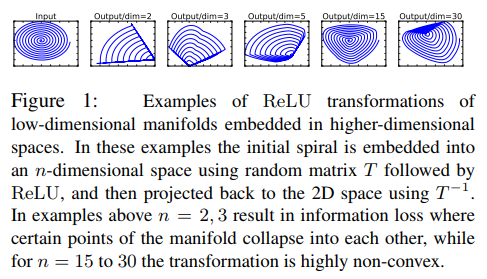 Input Output/dim=2 Output/dim=3 Output/dim=5 Output/dim=15 Output/dim=30
Figure 1: Examples of ReLU transformations of
low-dimensional manifolds embedded in higher-dimensional
spaces. In these examples the initial spiral is embedded into
an n-dimensional space using random matrix T followed by
ReLU, and then projected back to the 2D space using T⁻¹.
In examples above n = 2, 3 result in information loss where
certain points of the manifold collapse into each other, while
for n = 15 to 30 the transformation is highly non-convex.